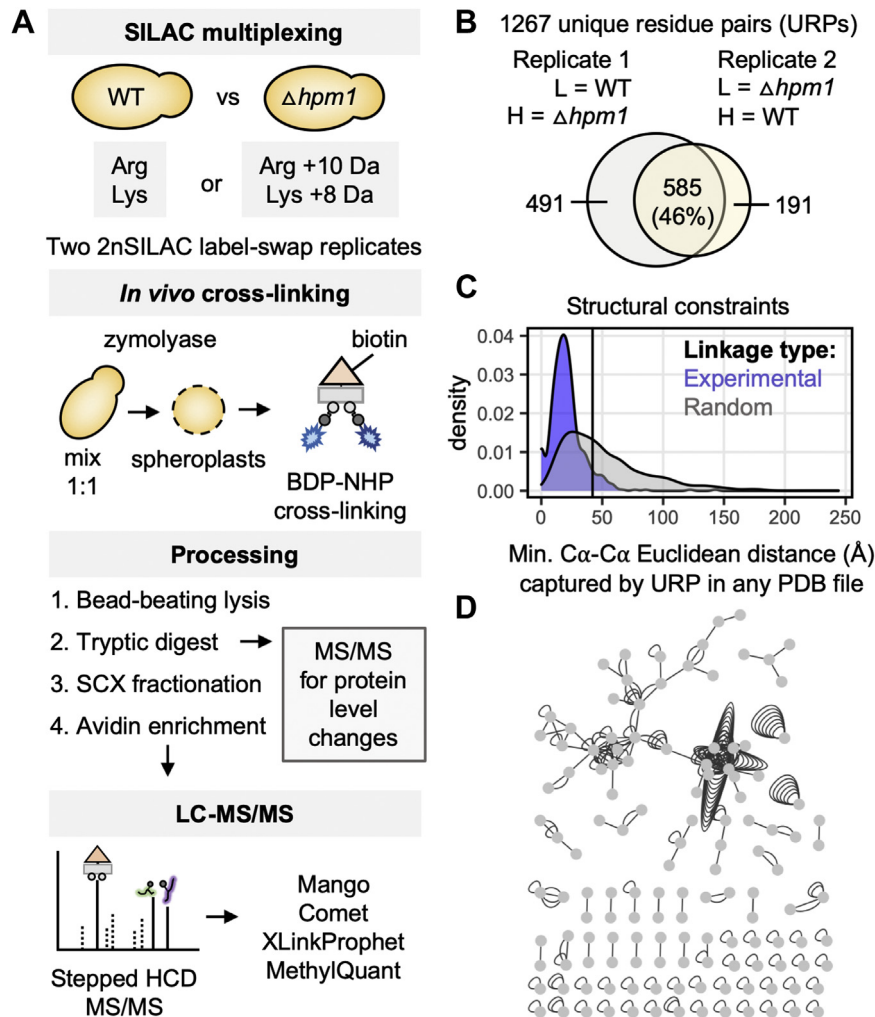 A
SILAC multiplexing
WT
vs
Δhpm1
Arg
Lys
or
Arg +10 Da
Lys +8 Da
Two 2nSILAC label-swap replicates
In vivo cross-linking
zymolyase
biotin
mix
1:1
spheroplasts
BDP-NHP
cross-linking
Processing
1. Bead-beating lysis
2. Tryptic digest
3. SCX fractionation
4. Avidin enrichment
MS/MS
for protein
level
changes
LC-MS/MS
Stepped HCD
MS/MS
Mango
Comet
XLinkProphet
MethylQuant
B
1267 unique residue pairs (URPs)
Replicate 1
L = WT
H = Δhpm1
Replicate 2
L = Δhpm1
H = WT
491
585
(46%)
191
C
Structural constraints
density
0.04
0.03
0.02
0.01
0.00
Linkage type:
Experimental
Random
0 50 100 150 200 250
Min. Cα-Cα Euclidean distance (Å)
captured by URP in any PDB file
D